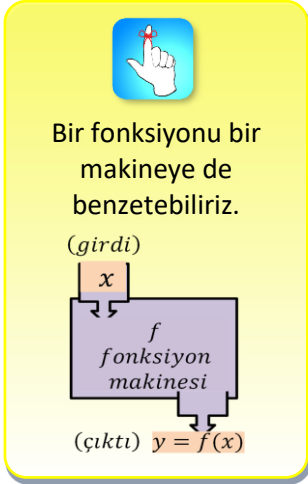 Bir fonksiyonu bir
makineye de
benzetebiliriz.
(girdi)
x
f
fonksiyon
makinesi
(çıktı) y = f(x)